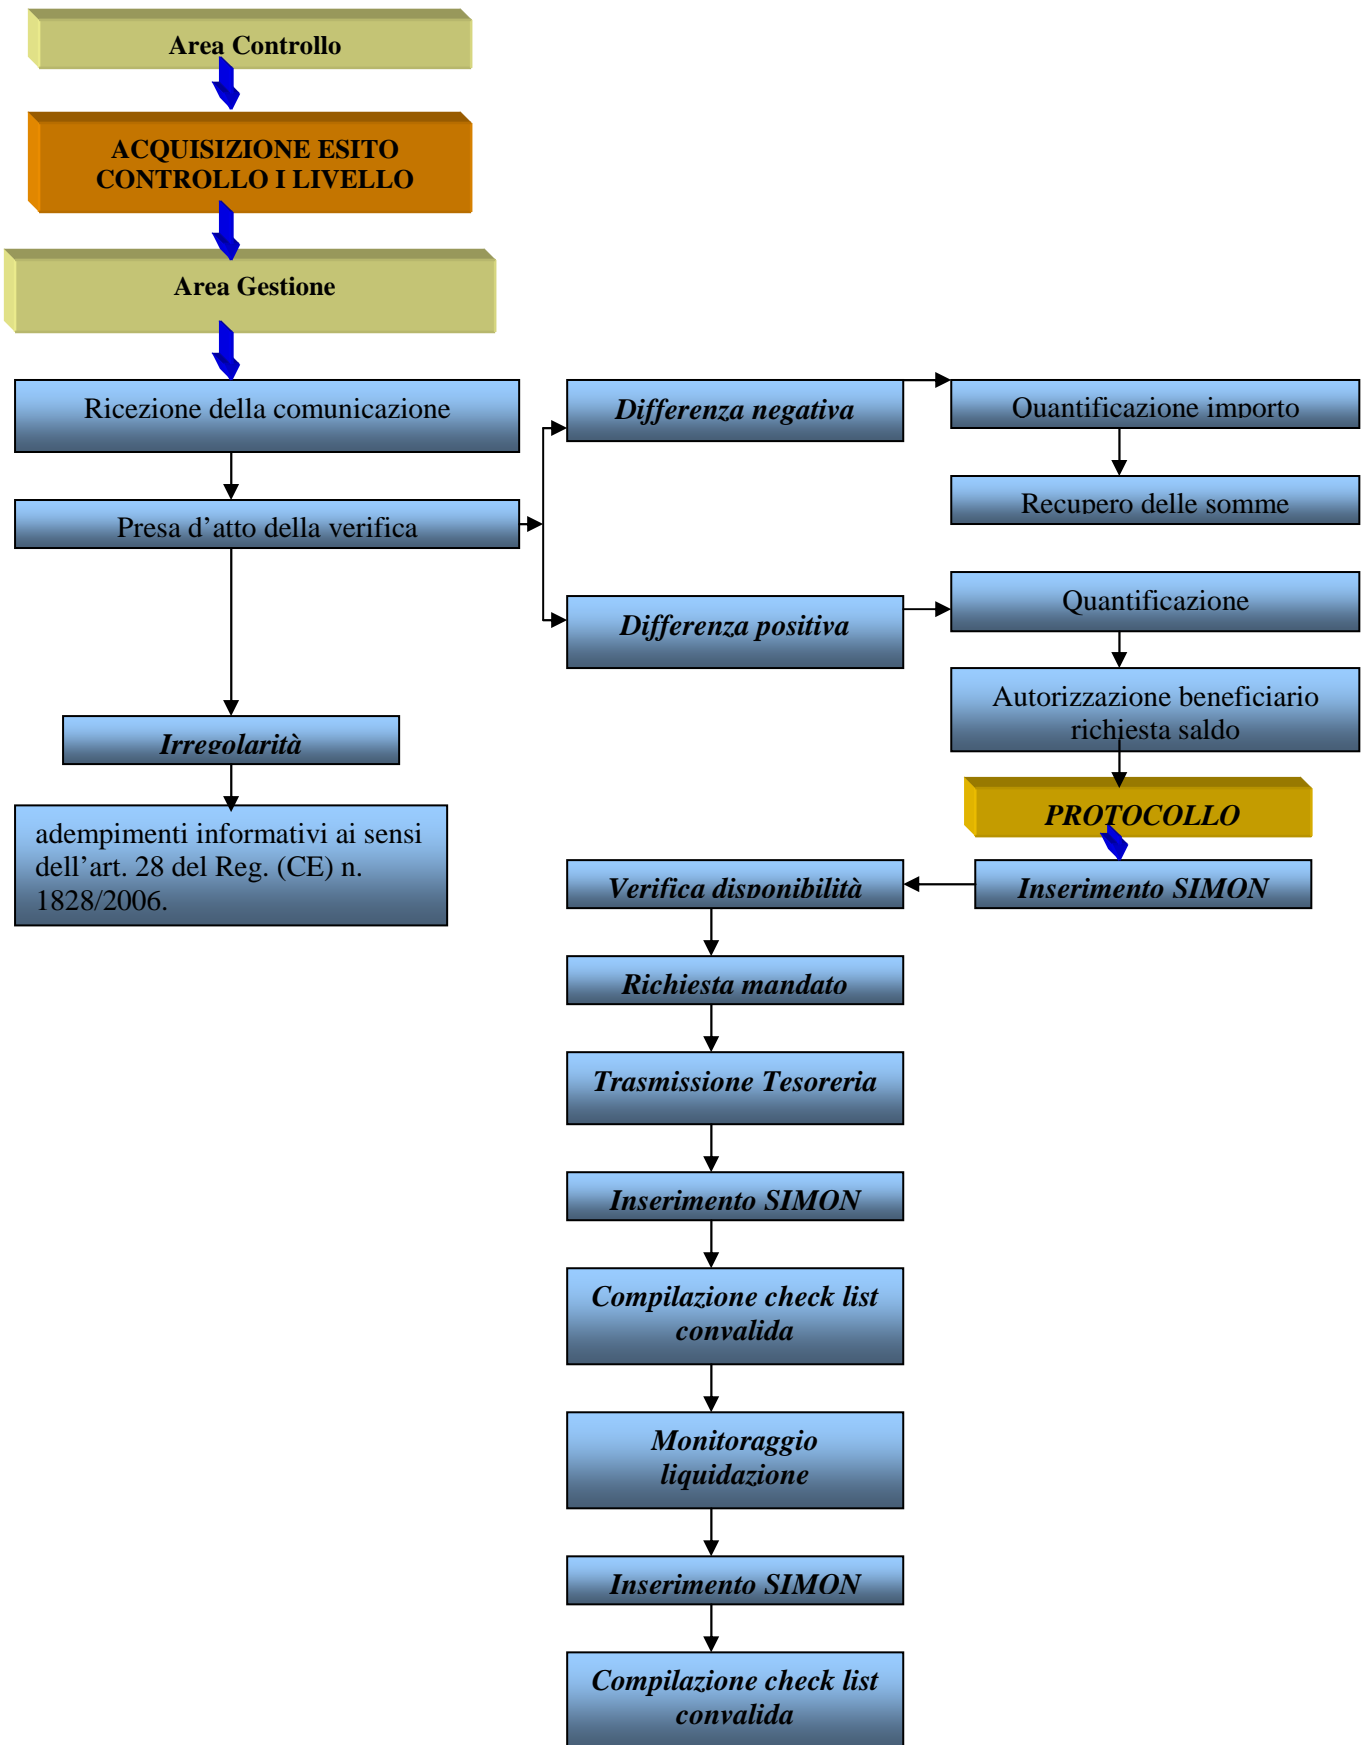 Area Controllo
ACQUISIZIONE ESITO
CONTROLLO I LIVELLO
Area Gestione
Ricezione della comunicazione
Presa d'atto della verifica
Irregolarità
adempimenti informativi ai sensi
dell'art. 28 del Reg. (CE) n.
1828/2006.
Differenza negativa
Quantificazione importo
Recupero delle somme
Differenza positiva
Quantificazione
Autorizzazione beneficiario
richiesta saldo
PROTOCOLLO
Inserimento SIMON
Verifica disponibilità
Richiesta mandato
Trasmissione Tesoreria
Inserimento SIMON
Compilazione check list
convalida
Monitoraggio
liquidazione
Inserimento SIMON
Compilazione check list
convalida